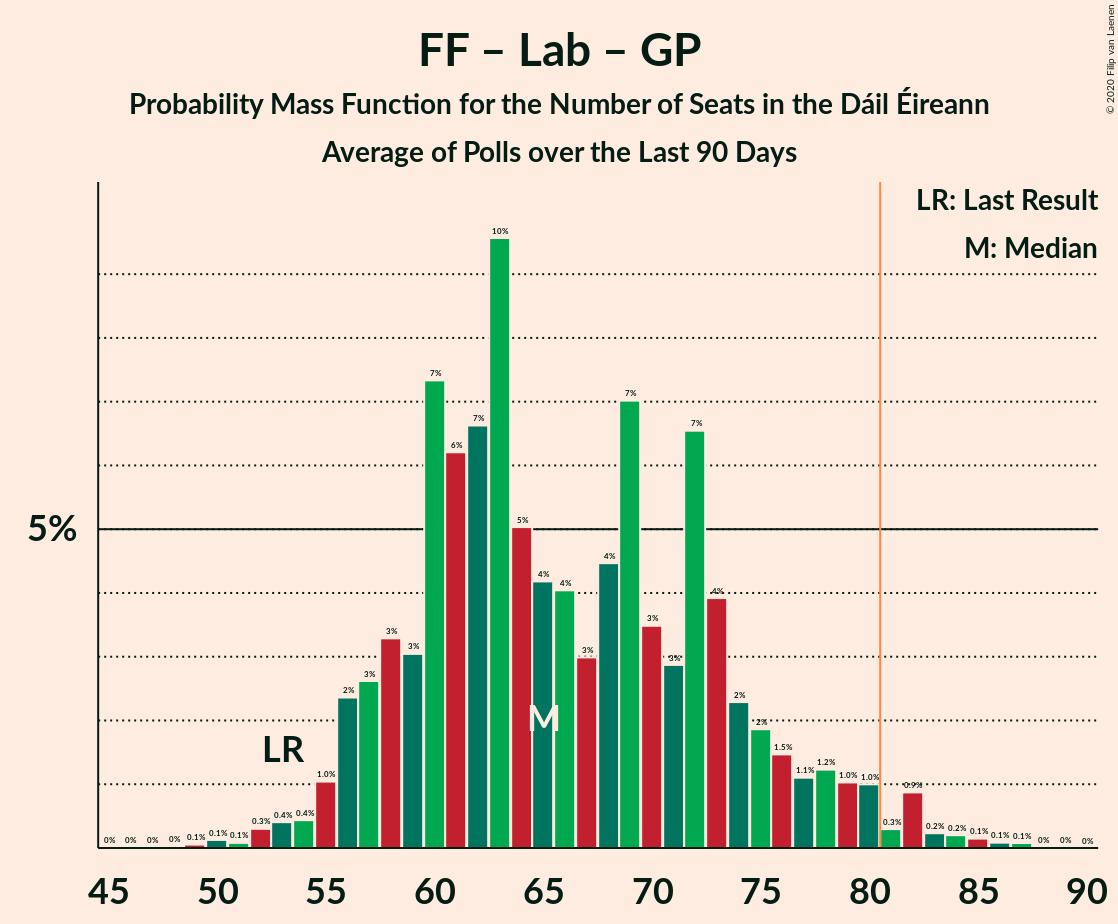 FF – Lab – GP
Probability Mass Function for the Number of Seats in the Dáil Éireann
Average of Polls over the Last 90 Days
© 2020 Filip van Laenen
LR: Last Result
M: Median
5%
LR
M
0% 0% 0% 0% 0.1% 0.1% 0.1% 0.3% 0.4% 0.4% 1.0% 2% 3% 3% 3% 7% 6% 7% 10% 5% 4% 4% 3% 4% 7% 3% 3% 7% 4% 2% 2% 1.5% 1.1% 1.2% 1.0% 1.0% 0.3% 0.9% 0.2% 0.2% 0.1% 0.1% 0.1% 0% 0% 0%
45 50 55 60 65 70 75 80 85 90